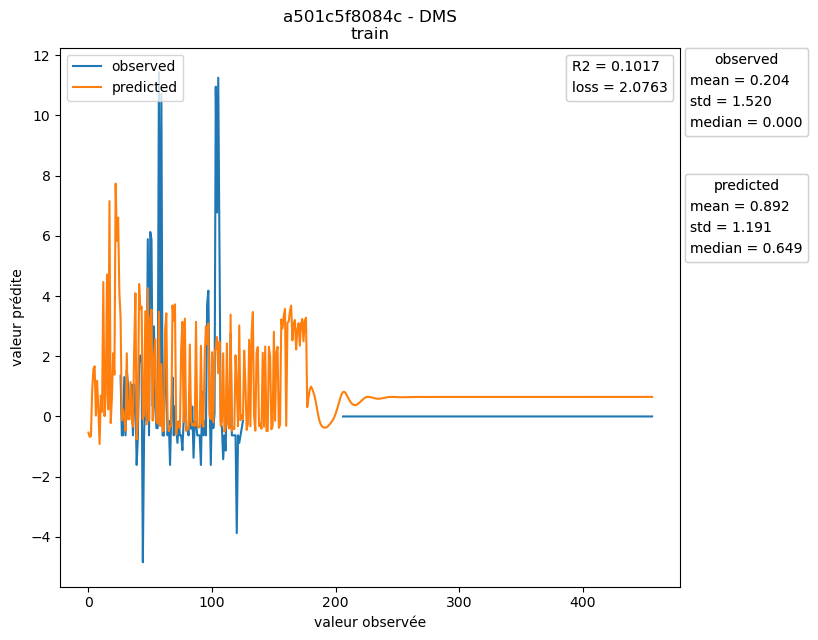 a501c5f8084c - DMS
train
observed
predicted
R2 = 0.1017
loss = 2.0763
observed
mean = 0.204
std = 1.520
median = 0.000
predicted
mean = 0.892
std = 1.191
median = 0.649
valeur prédite
12
10
8
6
4
2
0
−2
−4
0
100
200
300
400
valeur observée